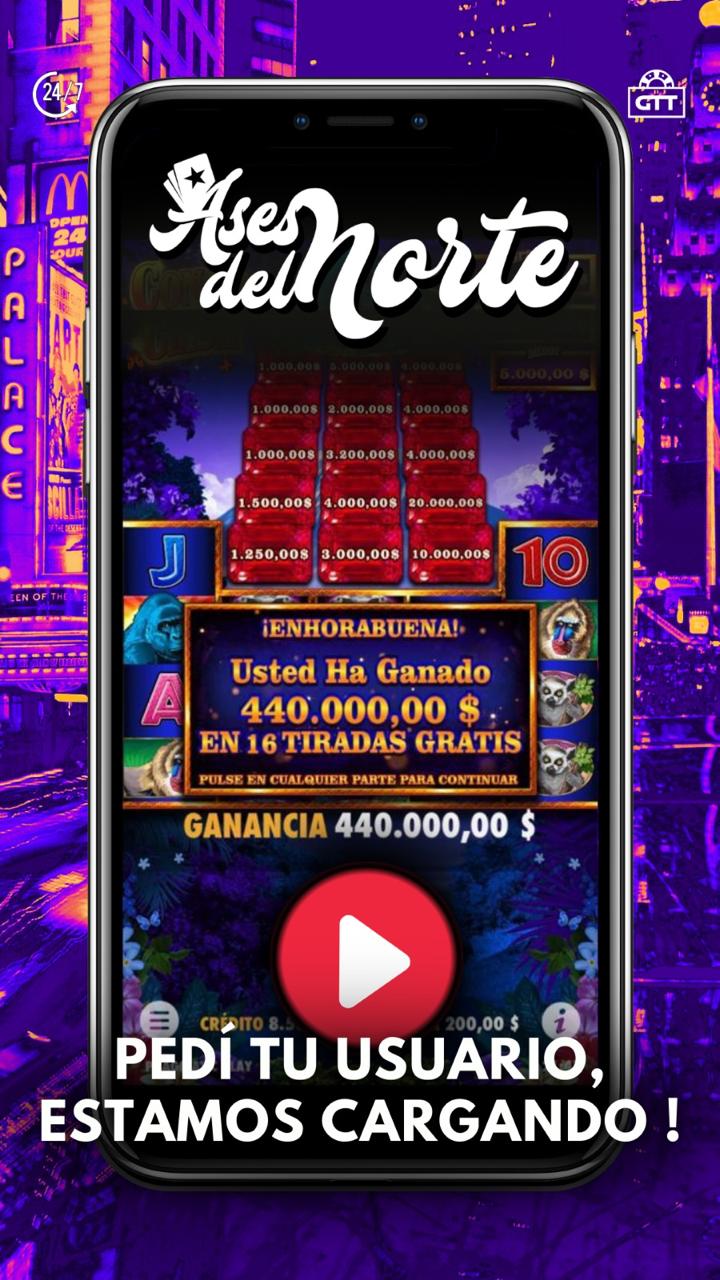 24/7
GTT
Ases
del Norte
M
OPEN
24
HOUR
PALACE
5.000,00 $
1.000,00$ 5.000,00$ 4.000,00$
1.000,00$ 2.000,00$ 4.000,00$
1.000,00$ 3.200,00$ 4.000,00$
1.500,00$ 4.000,00$ 20.000,00$
1.250,00$ 3.000,00$ 10.000,00$
J
10
A
¡ENHORABUENA!
Usted Ha Ganado
440.000,00 $
EN 16 TIRADAS GRATIS
PULSE EN CUALQUIER PARTE PARA CONTINUAR
GANANCIA 440.000,00 $
CRÉDITO 8.5
200,00 $
i
PEDÍ TU USUARIO,
ESTAMOS CARGANDO !